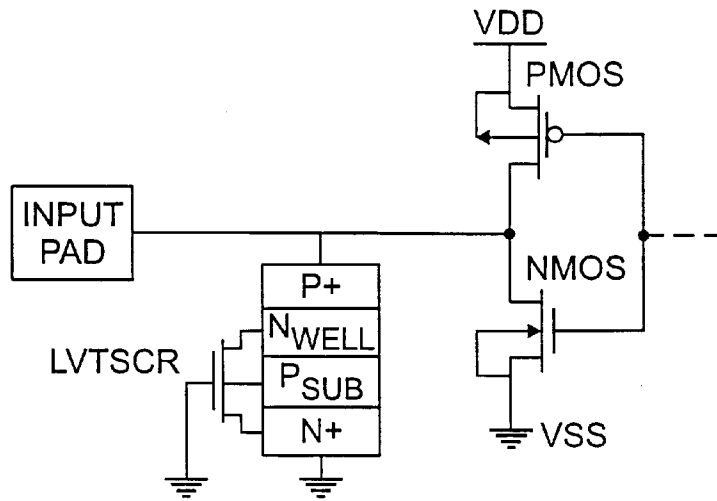 VDD
PMOS
INPUT
PAD
P+
NMOS
NWELL
LVTSCR
PSUB
N+
VSS